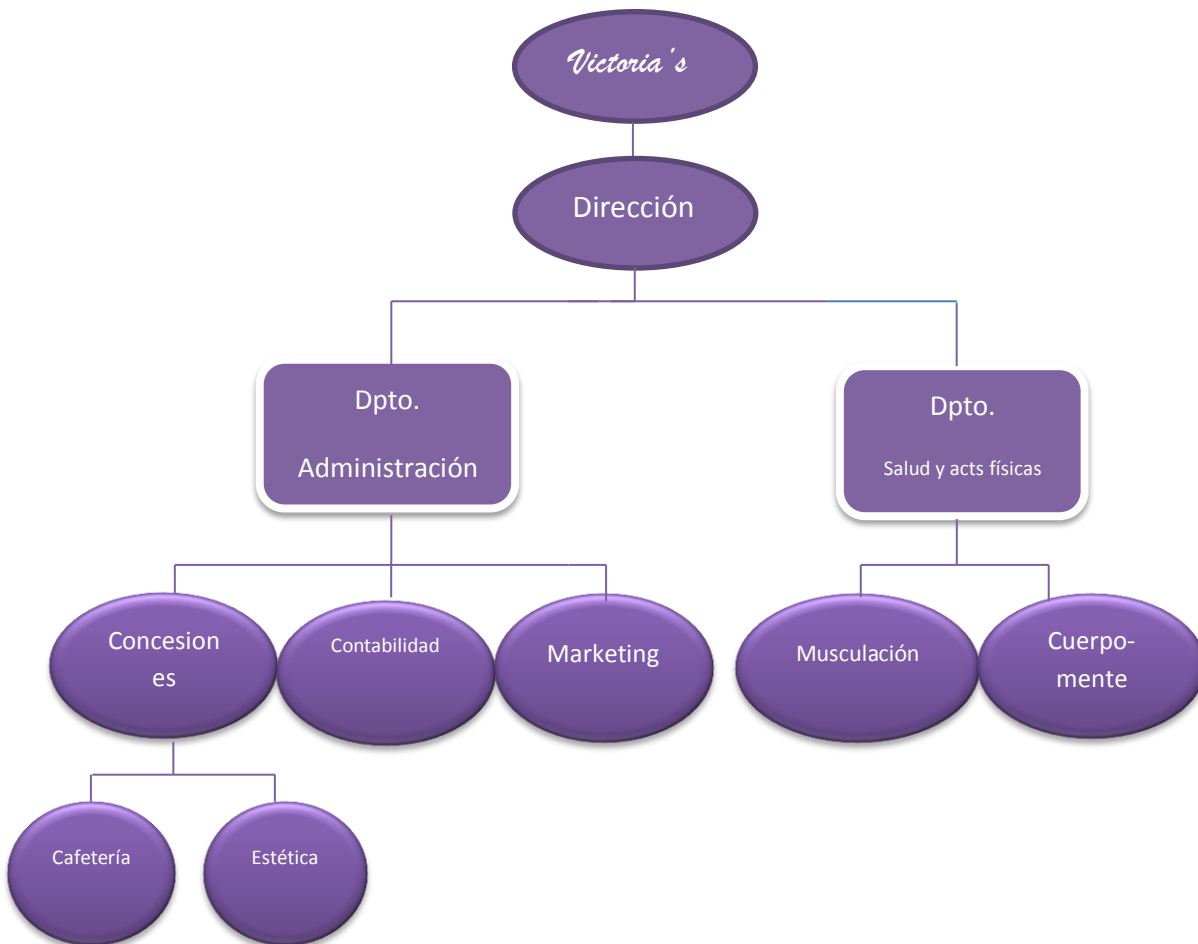 Victoria´s
Dirección
Dpto.
Administración
Dpto.
Salud y acts físicas
Concesion
es
Contabilidad
Marketing
Musculación
Cuerpo-
mente
Cafetería
Estética